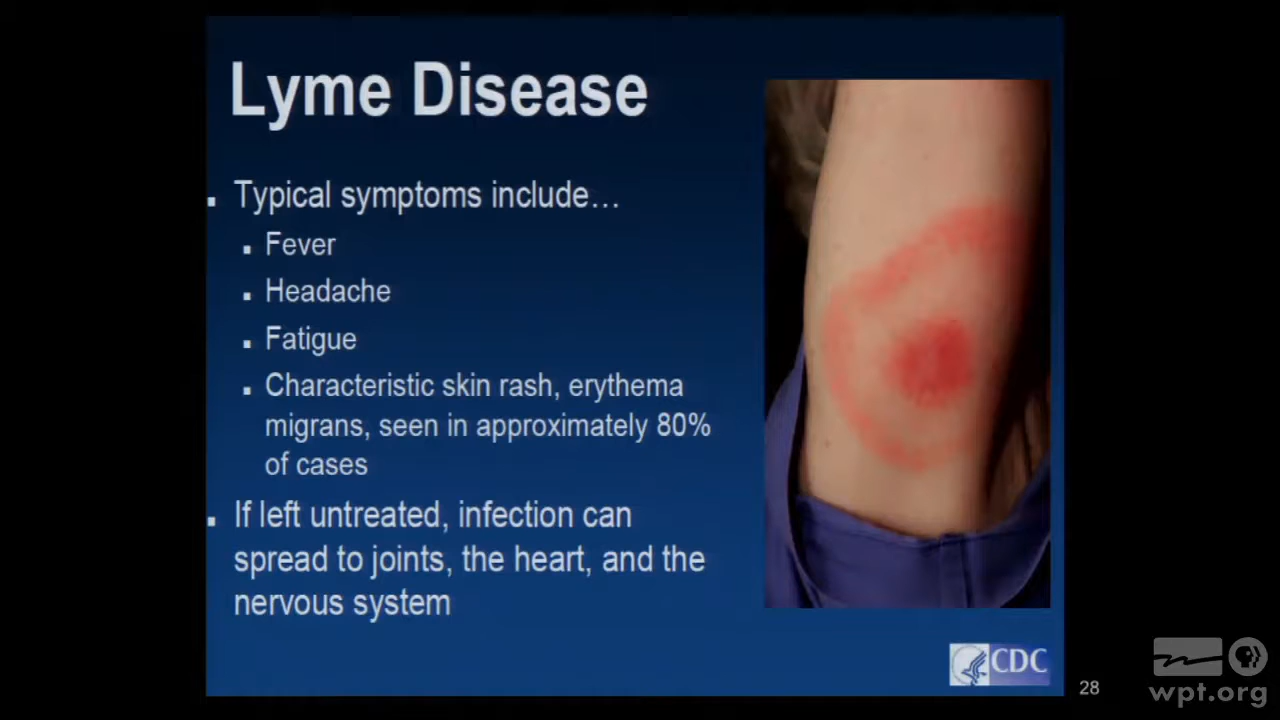 Lyme Disease
Typical symptoms include…
Fever
Headache
Fatigue
Characteristic skin rash, erythema
migrans, seen in approximately 80%
of cases
If left untreated, infection can
spread to joints, the heart, and the
nervous system
CDC
28
wpt.org